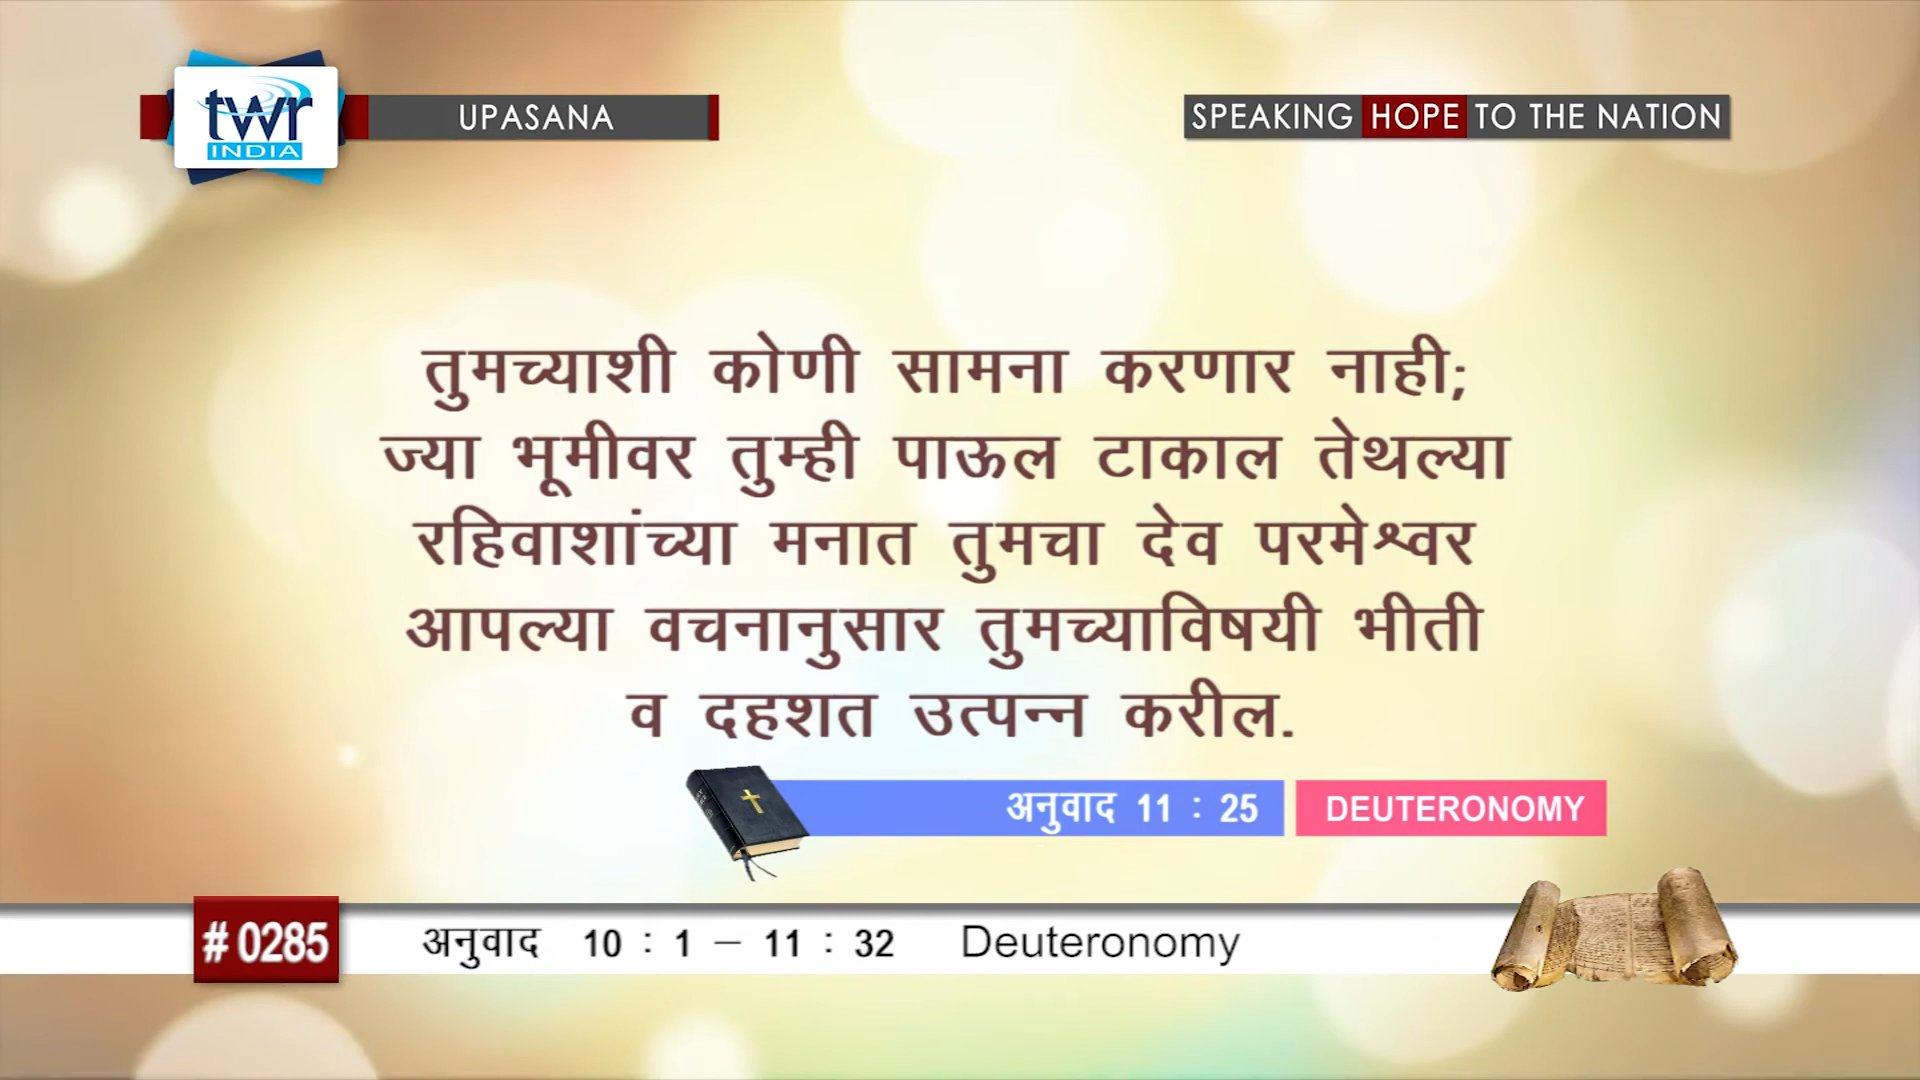 twr
INDIA
UPASANA
SPEAKING HOPE TO THE NATION
तुमच्याशी कोणी सामना करणार नाही;
ज्या भूमीवर तुम्ही पाऊल टाकाल तेथल्या
रहिवाशांच्या मनात तुमचा देव परमेश्वर
आपल्या वचनानुसार तुमच्याविषयी भीती
व दहशत उत्पन्न करील.
अनुवाद 11 : 25 DEUTERONOMY
# 0285 अनुवाद 10 : 1 – 11 : 32 Deuteronomy